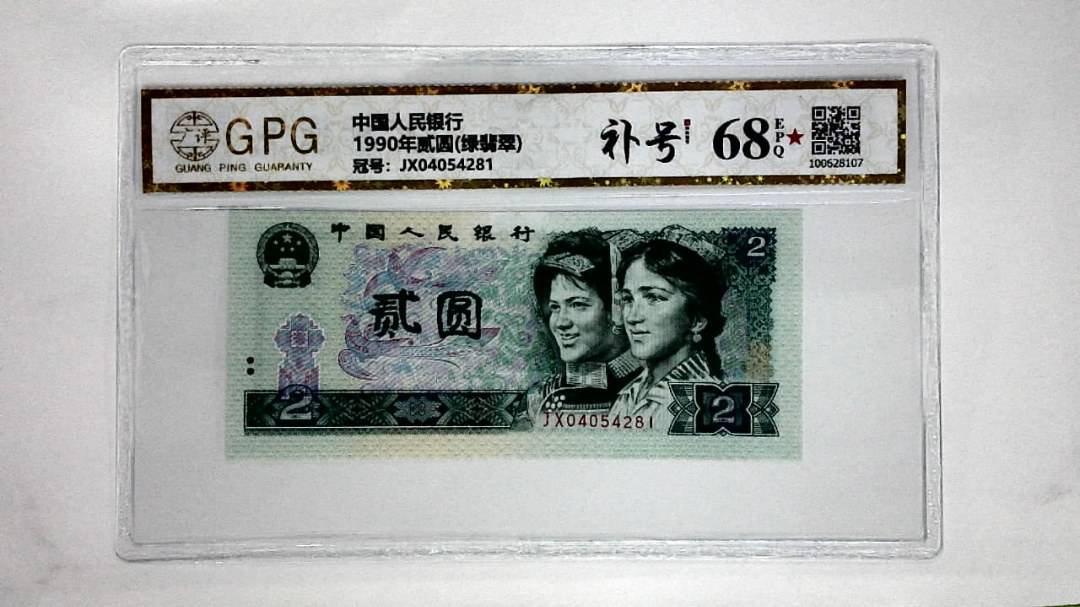 GPG
GUANG PING GUARANTY
中国人民银行
1990年贰圆(绿翡翠)
冠号: JX04054281
补号
68
EPQ
100628107
中国人民银行
2
贰圆
2
2
JX04054281